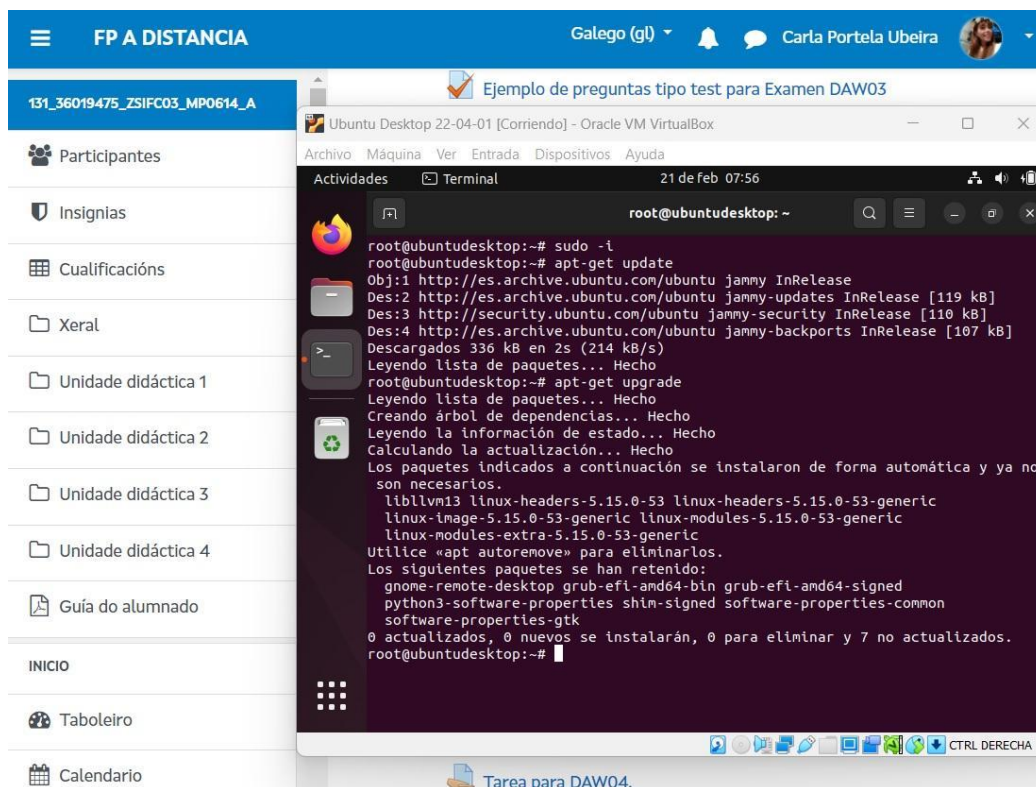 FP A DISTANCIA
Galego (gl)
Carla Portela Ubeira
131_36019475_ZSIFC03_MP0614_A
Participantes
Insignias
Cualificacións
Xeral
Unidade didáctica 1
Unidade didáctica 2
Unidade didáctica 3
Unidade didáctica 4
Guía do alumnado
INICIO
Taboleiro
Calendario
Ejemplo de preguntas tipo test para Examen DAW03
Ubuntu Desktop 22-04-01 [Corriendo] - Oracle VM VirtualBox
Archivo Máquina Ver Entrada Dispositivos Ayuda
Actividades Terminal 21 de feb 07:56
root@ubuntudesktop: ~
root@ubuntudesktop:~# sudo -i
root@ubuntudesktop:~# apt-get update
Obj:1 http://es.archive.ubuntu.com/ubuntu jammy InRelease
Des:2 http://es.archive.ubuntu.com/ubuntu jammy-updates InRelease [119 kB]
Des:3 http://security.ubuntu.com/ubuntu jammy-security InRelease [110 kB]
Des:4 http://es.archive.ubuntu.com/ubuntu jammy-backports InRelease [107 kB]
Descargados 336 kB en 2s (214 kB/s)
Leyendo lista de paquetes... Hecho
root@ubuntudesktop:~# apt-get upgrade
Leyendo lista de paquetes... Hecho
Creando árbol de dependencias... Hecho
Leyendo la información de estado... Hecho
Calculando la actualización... Hecho
Los paquetes indicados a continuación se instalaron de forma automática y ya no
son necesarios.
libllvm13 linux-headers-5.15.0-53 linux-headers-5.15.0-53-generic
linux-image-5.15.0-53-generic linux-modules-5.15.0-53-generic
linux-modules-extra-5.15.0-53-generic
Utilice «apt autoremove» para eliminarlos.
Los siguientes paquetes se han retenido:
gnome-remote-desktop grub-efi-amd64-bin grub-efi-amd64-signed
python3-software-properties shim-signed software-properties-common
software-properties-gtk
0 actualizados, 0 nuevos se instalarán, 0 para eliminar y 7 no actualizados.
root@ubuntudesktop:~#
CTRL DERECHA
Tarea para DAW04.